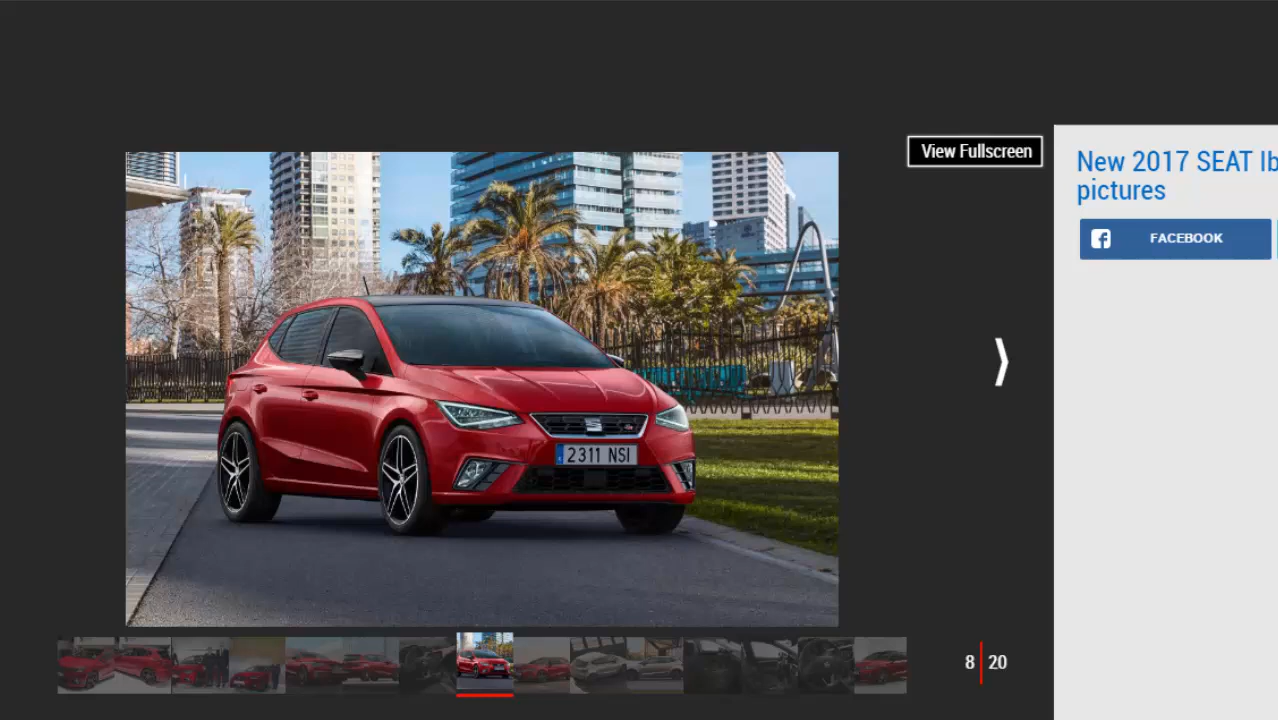 View Fullscreen
New 2017 SEAT Ib
pictures
FACEBOOK
2311 NSI
8 20